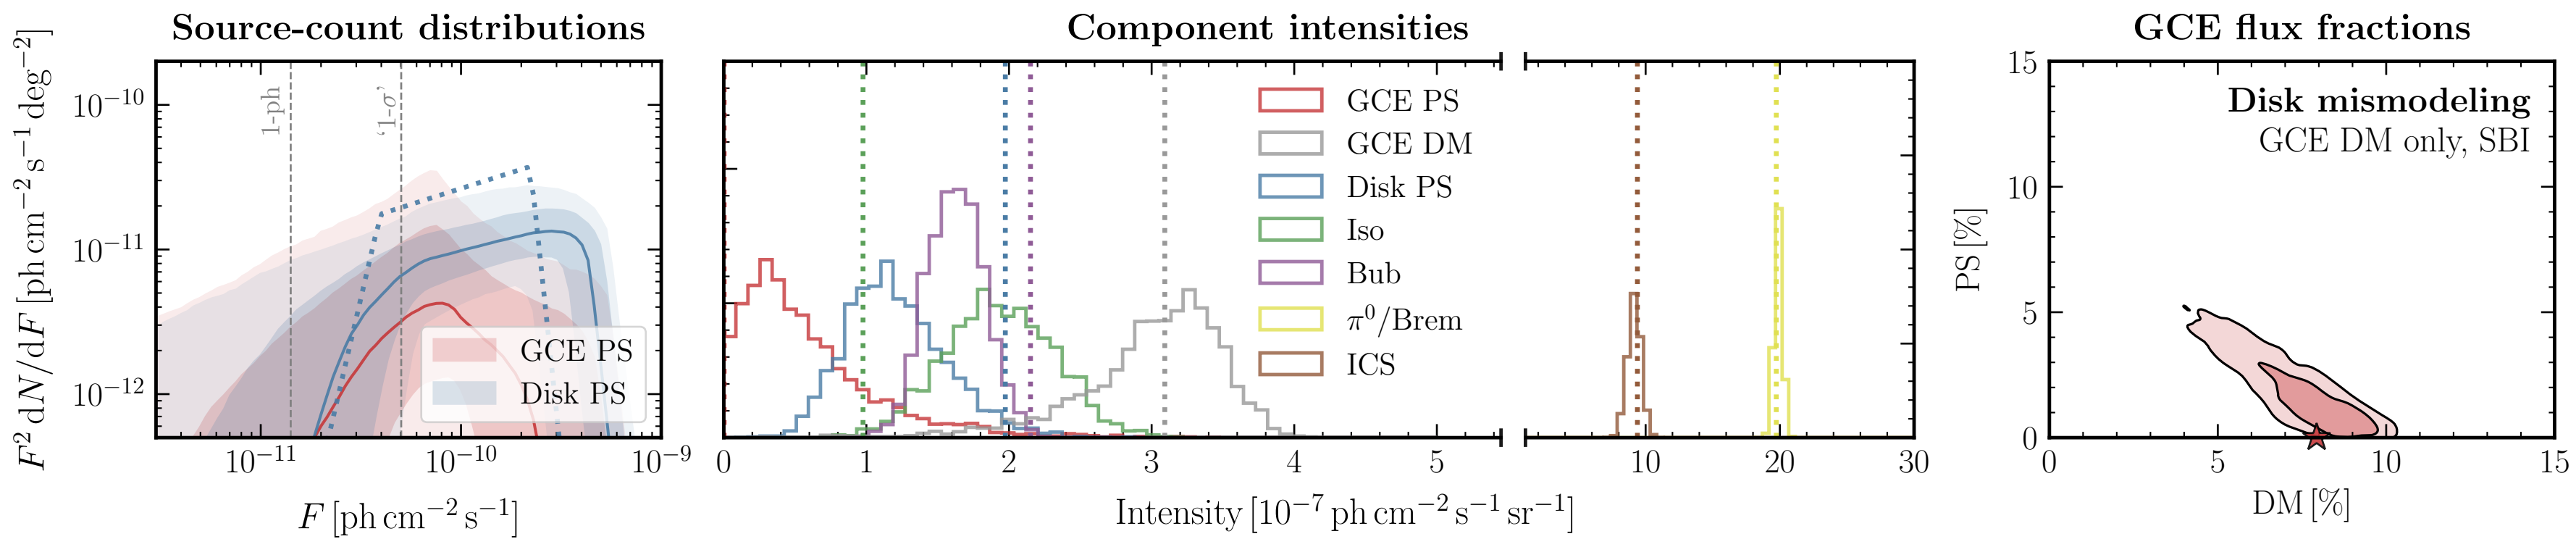 Source-count distributions
F² dN/dF [ph cm⁻² s⁻¹ deg⁻²]
10⁻¹⁰
10⁻¹¹
10⁻¹²
1-ph
‘1-σ’
GCE PS
Disk PS
10⁻¹¹
10⁻¹⁰
10⁻⁹
F [ph cm⁻² s⁻¹]
Component intensities
GCE PS
GCE DM
Disk PS
Iso
Bub
π⁰/Brem
ICS
0 1 2 3 4 5 10 20 30
Intensity [10⁻⁷ ph cm⁻² s⁻¹ sr⁻¹]
GCE flux fractions
PS [%]
15
10
5
0
Disk mismodeling
GCE DM only, SBI
0 5 10 15
DM [%]